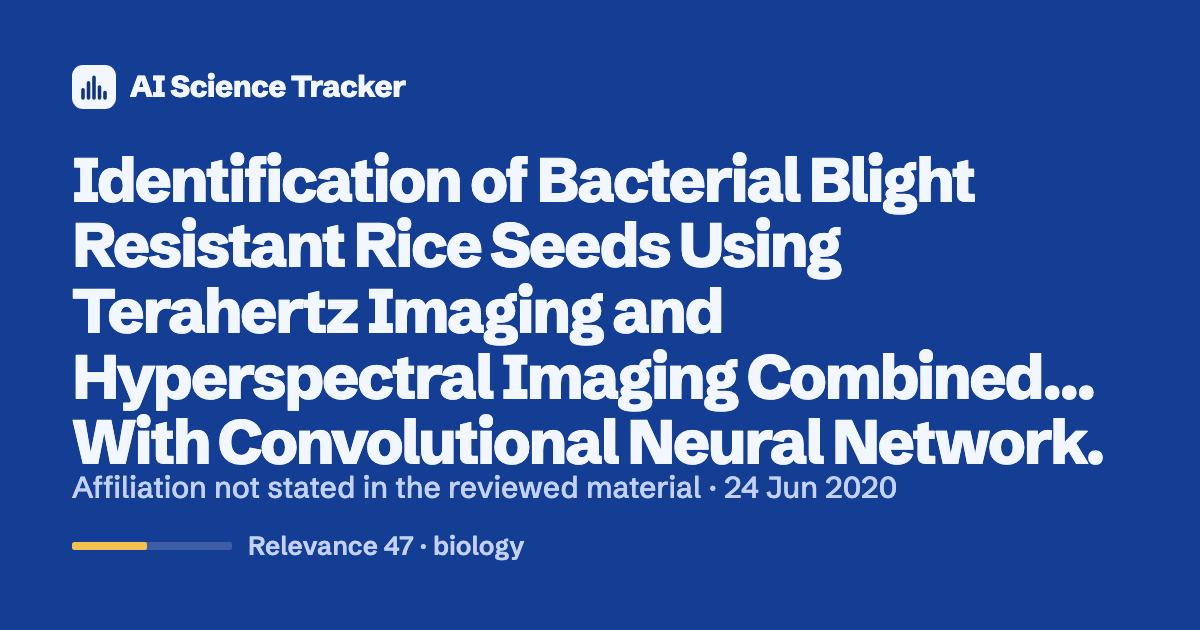 AI Science Tracker
Identification of Bacterial Blight
Resistant Rice Seeds Using
Terahertz Imaging and
Hyperspectral Imaging Combined...
With Convolutional Neural Network.
Affiliation not stated in the reviewed material · 24 Jun 2020
Relevance 47 · biology